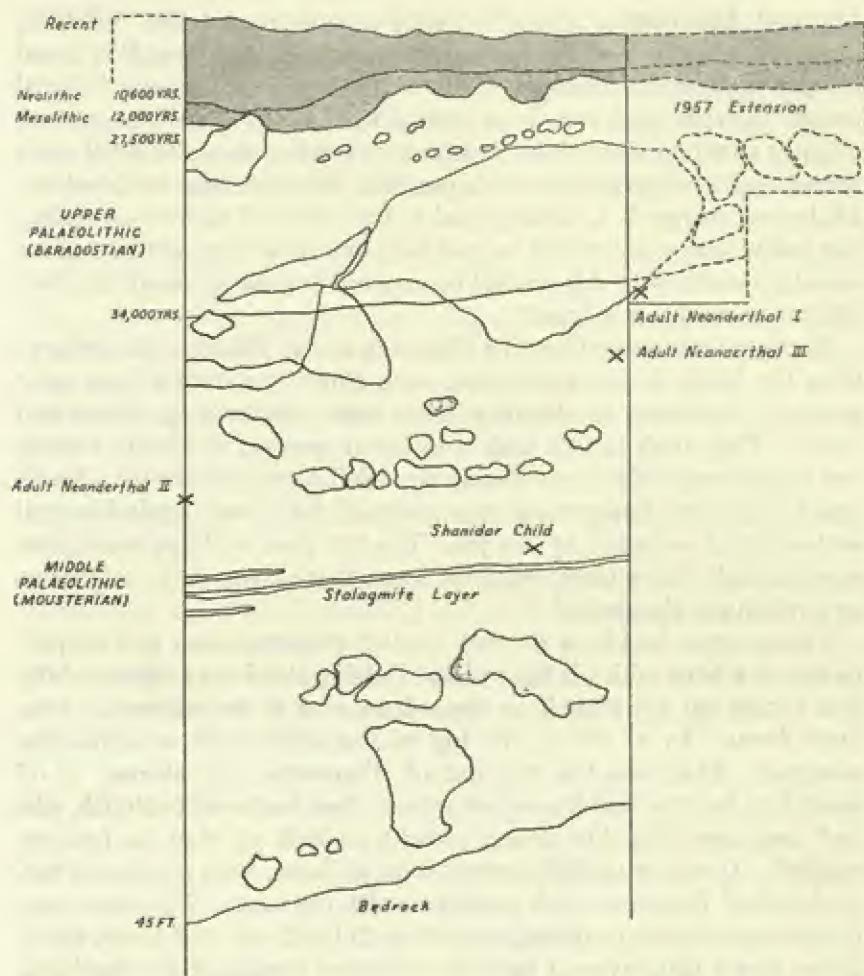 Recent
Neolithic 10,600 YRS.
Mesolithic 12,000 YRS.
27,500 YRS.
1957 Extension
UPPER
PALAEOLITHIC
(BARADOSTIAN)
34,000 YRS.
Adult Neanderthal I
Adult Neanderthal III
Adult Neanderthal II
Shanidar Child
MIDDLE
PALAEOLITHIC
(MOUSTERIAN)
Stalagmite Layer
Bedrock
45 FT.